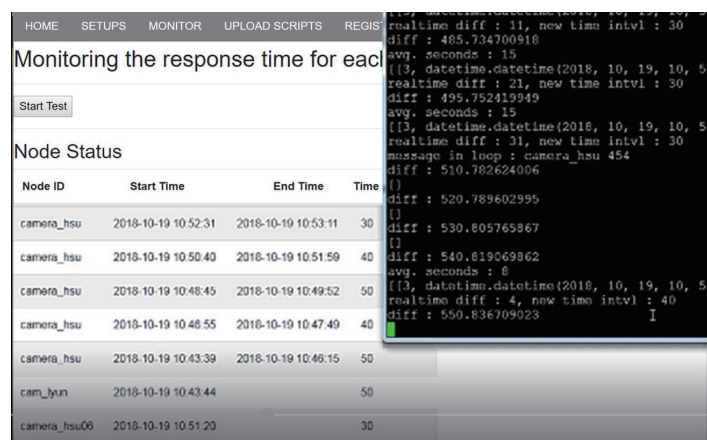 HOME SETUPS MONITOR UPLOAD SCRIPTS REGIS
Monitoring the response time for each
Start Test
Node Status
Node ID Start Time End Time Time
camera_hsu 2018-10-19 10:52:31 2018-10-19 10:53:11 30
camera_hsu 2018-10-19 10:50:40 2018-10-19 10:51:59 40
camera_hsu 2018-10-19 10:48:45 2018-10-19 10:49:52 50
camera_hsu 2018-10-19 10:46:55 2018-10-19 10:47:49 40
camera_hsu 2018-10-19 10:43:39 2018-10-19 10:46:15 50
cam_lyun 2018-10-19 10:43:44 50
camera_hsu06 2018-10-19 10:51:20 30
[[3, datetime.datetime(2018, 10, 19, 10, 5
realtime diff : 11, new time intvl : 30
diff : 485.734700918
avg. seconds : 15
[[3, datetime.datetime(2018, 10, 19, 10, 5
realtime diff : 21, new time intvl : 30
diff : 495.752419949
avg. seconds : 15
[[3, datetime.datetime(2018, 10, 19, 10, 5
realtime diff : 31, new time intvl : 30
message in loop : camera_hsu 454
diff : 510.782624006
[]
diff : 520.789602995
[]
diff : 530.805765867
[]
diff : 540.819069862
avg. seconds : 8
[[3, datetime.datetime(2018, 10, 19, 10, 5
realtime diff : 4, new time intvl : 40
diff : 550.836709023